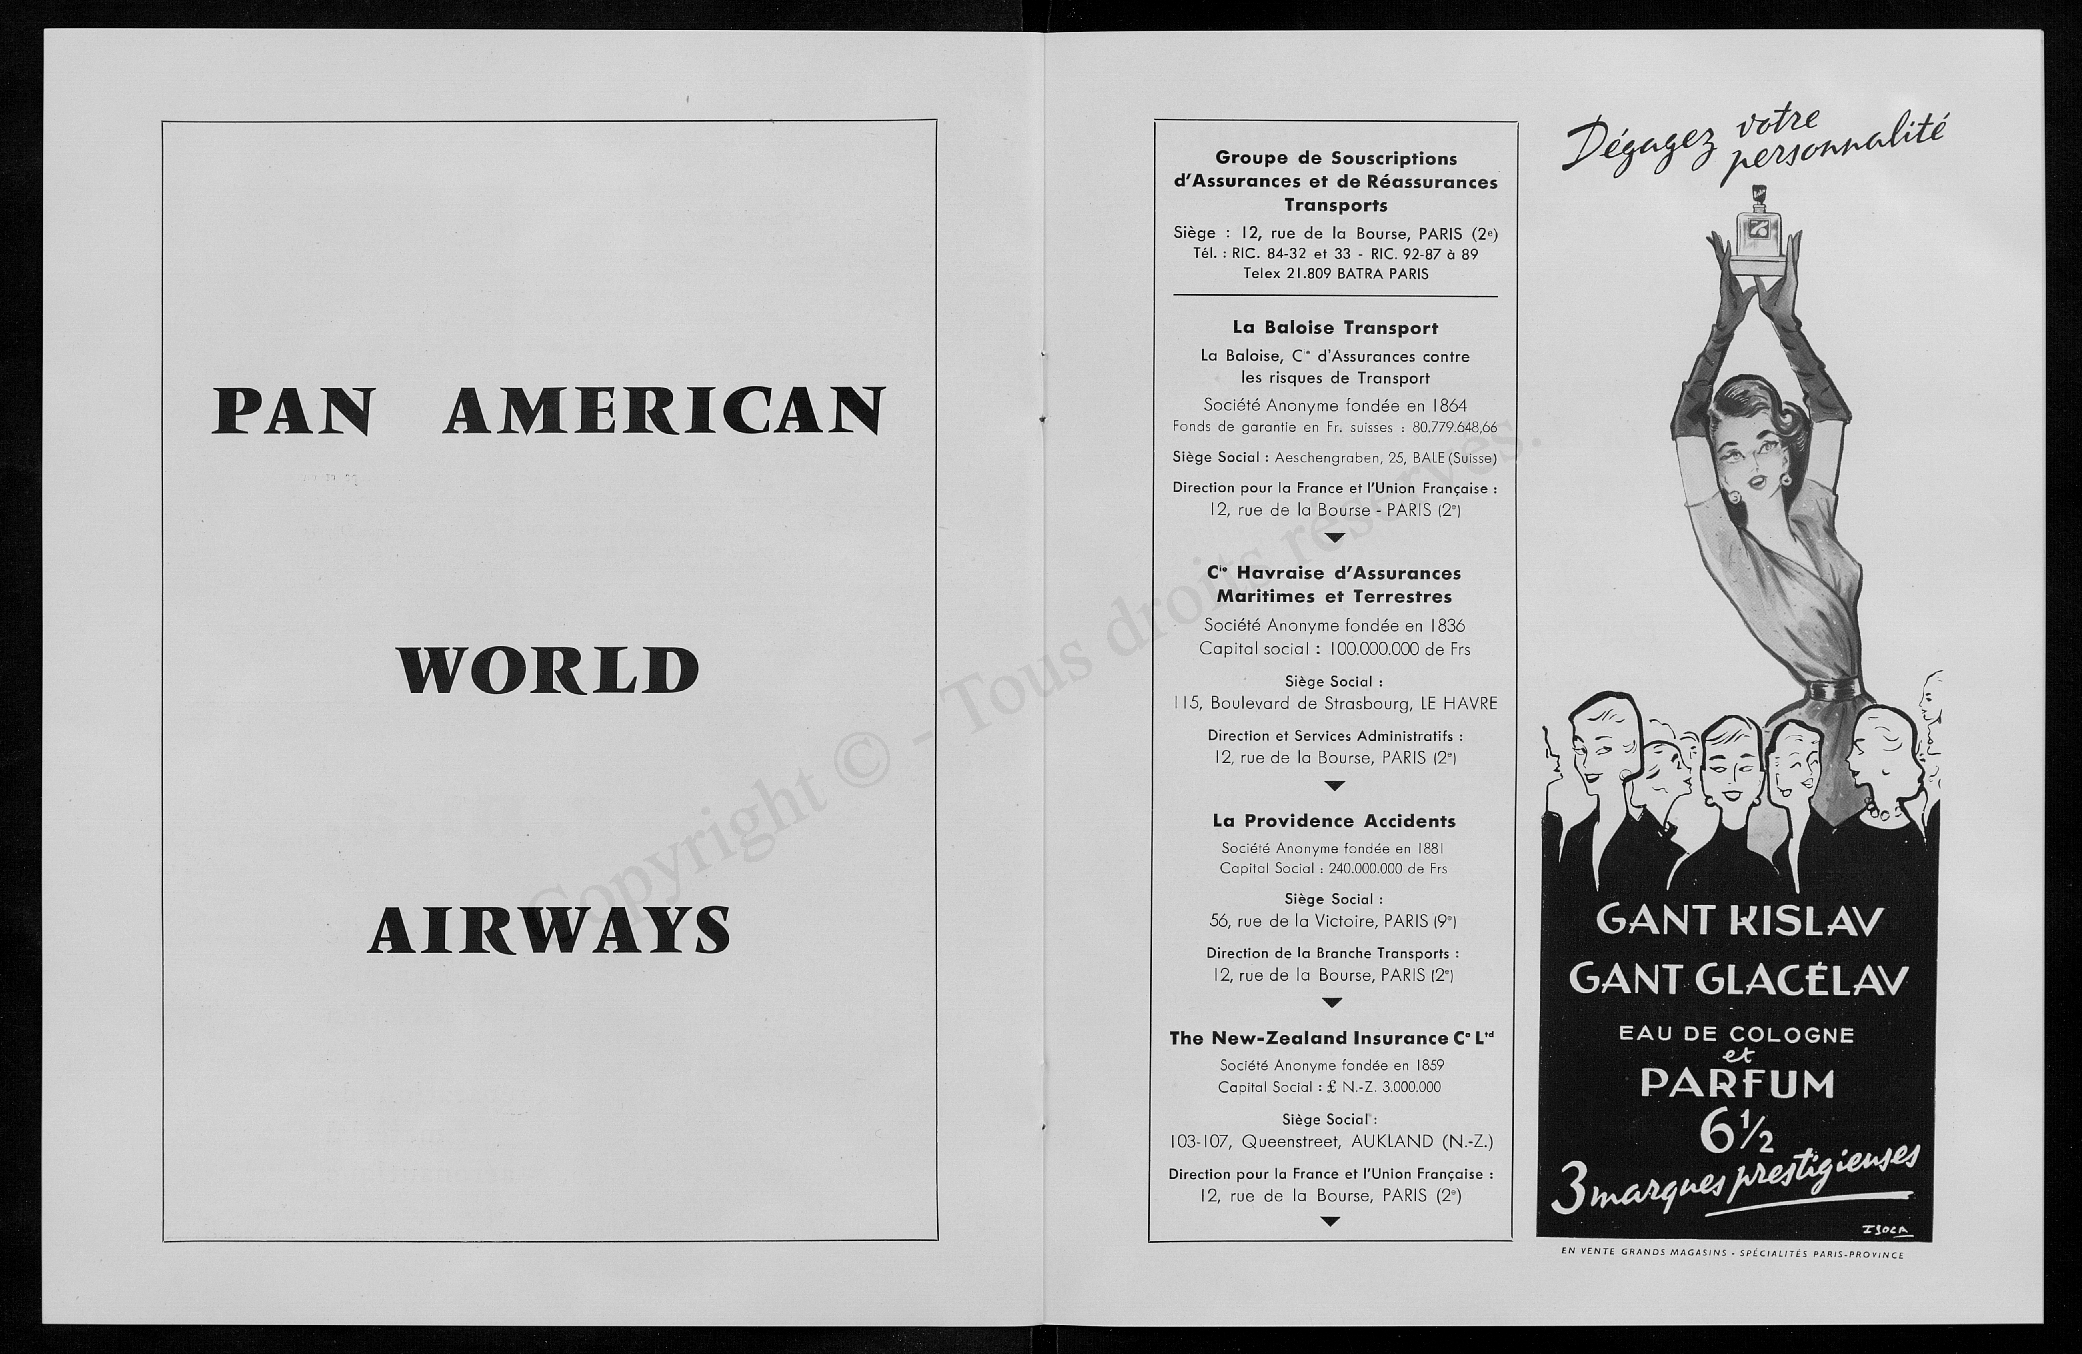 PAN AMERICAN
WORLD
AIRWAYS
Groupe de Souscriptions
d'Assurances et de Réassurances
Transports
Siège : 12, rue de la Bourse, PARIS (2e)
Tél. : RIC. 84-32 et 33 - RIC. 92-87 à 89
Telex 21.809 BATRA PARIS
La Baloise Transport
La Baloise, Cie d'Assurances contre
les risques de Transport
Société Anonyme fondée en 1864
Fonds de garantie en Fr. suisses : 80.779.648,66
Siège Social : Aeschengraben, 25, BALE (Suisse)
Direction pour la France et l'Union Française :
12, rue de la Bourse - PARIS (2e)
Cie Havraise d'Assurances
Maritimes et Terrestres
Société Anonyme fondée en 1836
Capital social : 100.000.000 de Frs
Siège Social :
115, Boulevard de Strasbourg, LE HAVRE
Direction et Services Administratifs :
12, rue de la Bourse, PARIS (2e)
La Providence Accidents
Société Anonyme fondée en 1881
Capital Social : 240.000.000 de Frs
Siège Social :
56, rue de la Victoire, PARIS (9e)
Direction de la Branche Transports :
12, rue de la Bourse, PARIS (2e)
The New-Zealand Insurance Co Ltd
Société Anonyme fondée en 1859
Capital Social : £ N.-Z. 3.000.000
Siège Social :
103-107, Queenstreet, AUKLAND (N.-Z.)
Direction pour la France et l'Union Française :
12, rue de la Bourse, PARIS (2e)
Dégagez votre
personnalité
GANT KISLAV
GANT GLACÉLAV
EAU DE COLOGNE
et
PARFUM
6½
3 marques prestigieuses
ISOCA
EN VENTE GRANDS MAGASINS - SPÉCIALITÉS PARIS-PROVINCE
Copyright © - Tous droits réservés.